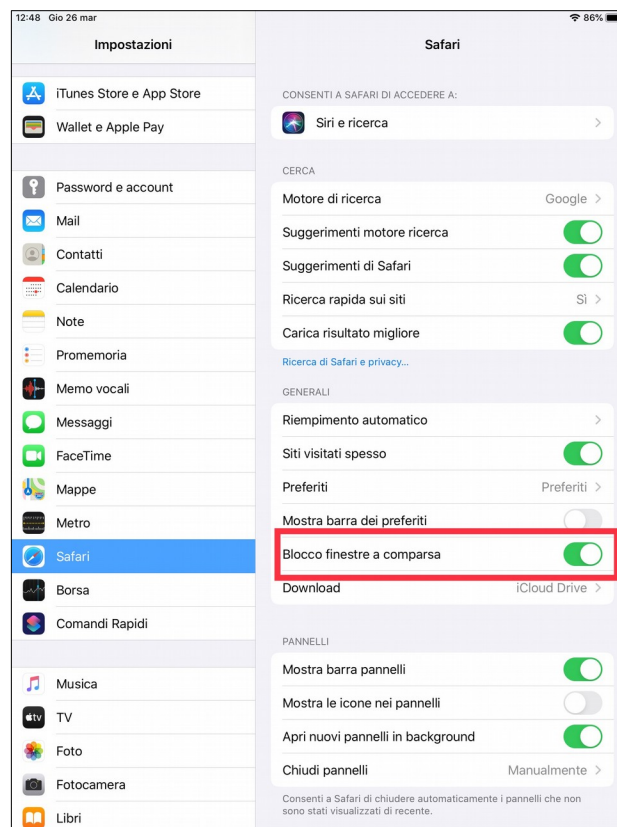 12:48 Gio 26 mar
86%
Impostazioni
iTunes Store e App Store
Wallet e Apple Pay
Password e account
Mail
Contatti
Calendario
Note
Promemoria
Memo vocali
Messaggi
FaceTime
Mappe
Metro
Safari
Borsa
Comandi Rapidi
Musica
tv TV
Foto
Fotocamera
Libri
Safari
CONSENTI A SAFARI DI ACCEDERE A:
Siri e ricerca
CERCA
Motore di ricerca Google
Suggerimenti motore ricerca
Suggerimenti di Safari
Ricerca rapida sui siti Sì
Carica risultato migliore
Ricerca di Safari e privacy...
GENERALI
Riempimento automatico
Siti visitati spesso
Preferiti Preferiti
Mostra barra dei preferiti
Blocco finestre a comparsa
Download iCloud Drive
PANNELLI
Mostra barra pannelli
Mostra le icone nei pannelli
Apri nuovi pannelli in background
Chiudi pannelli Manualmente
Consenti a Safari di chiudere automaticamente i pannelli che non
sono stati visualizzati di recente.